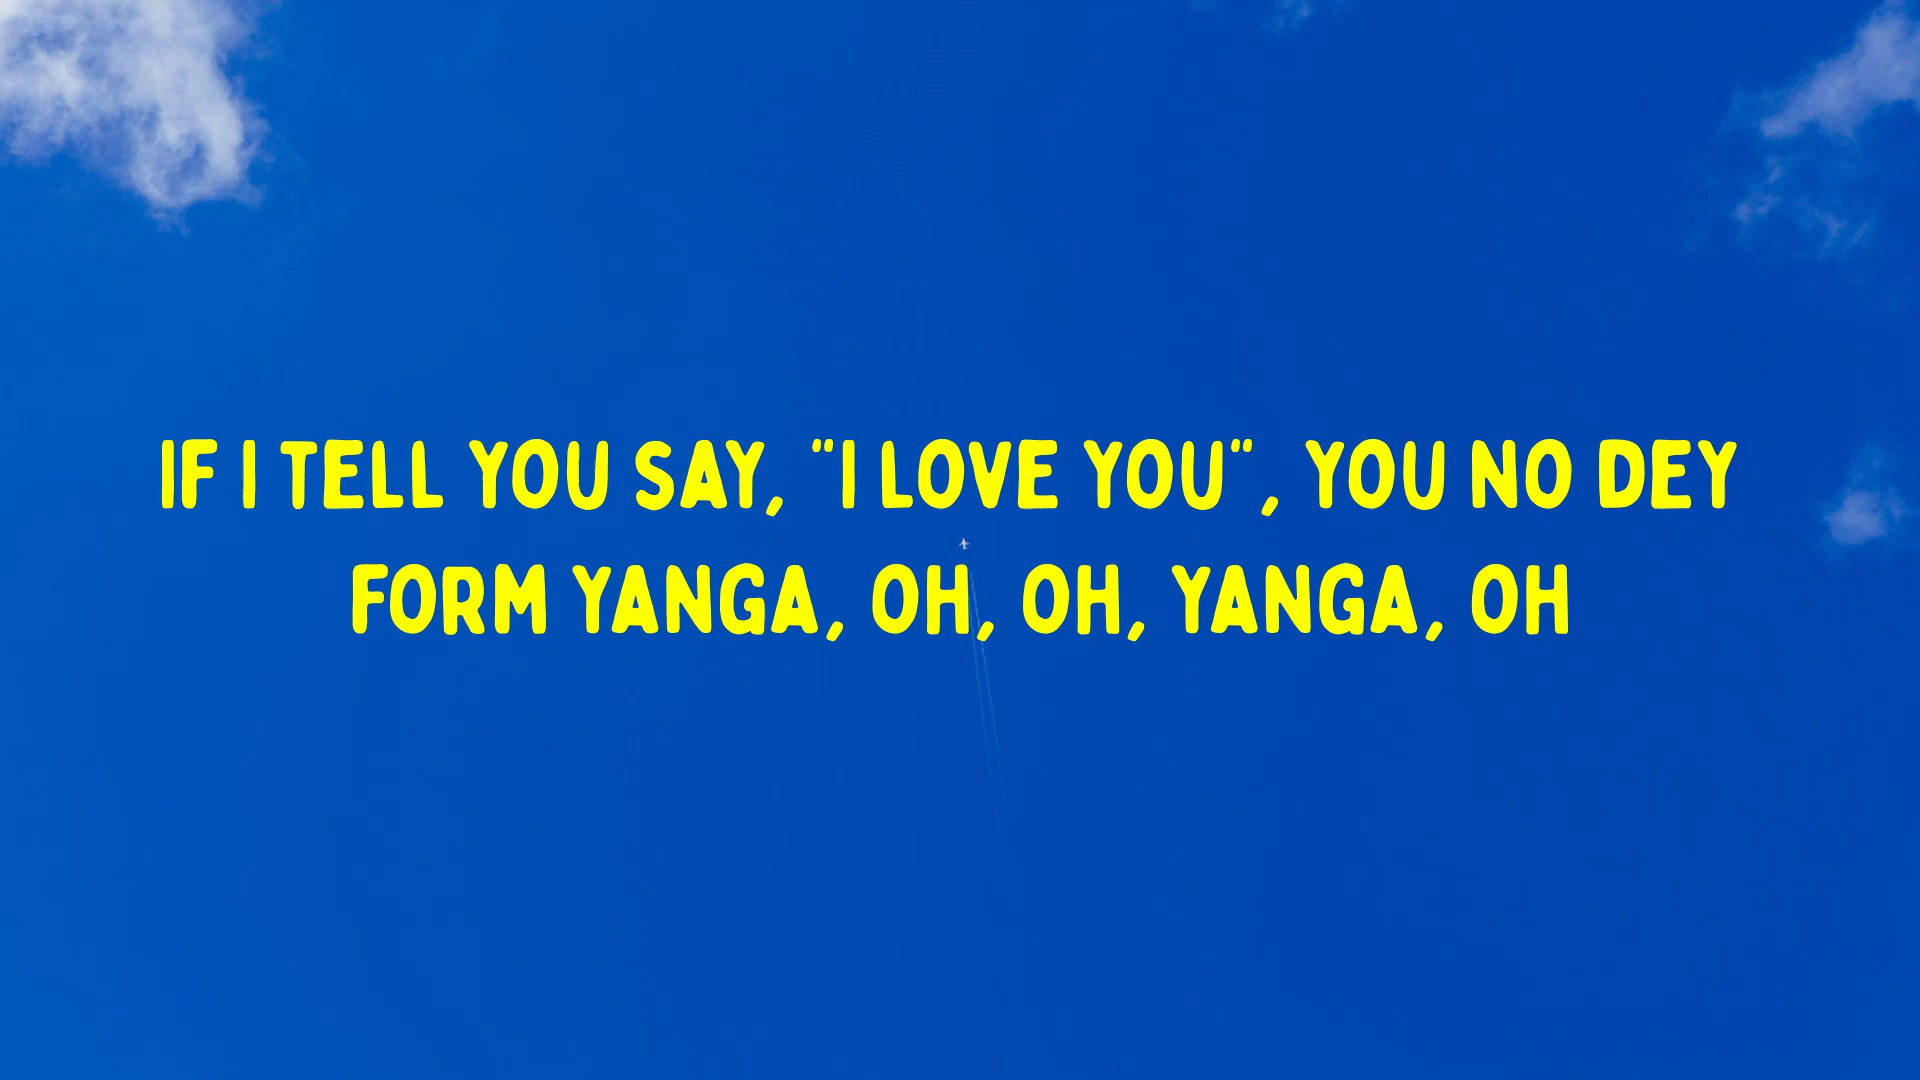 IF I TELL YOU SAY, "I LOVE YOU", YOU NO DEY
FORM YANGA, OH, OH, YANGA, OH